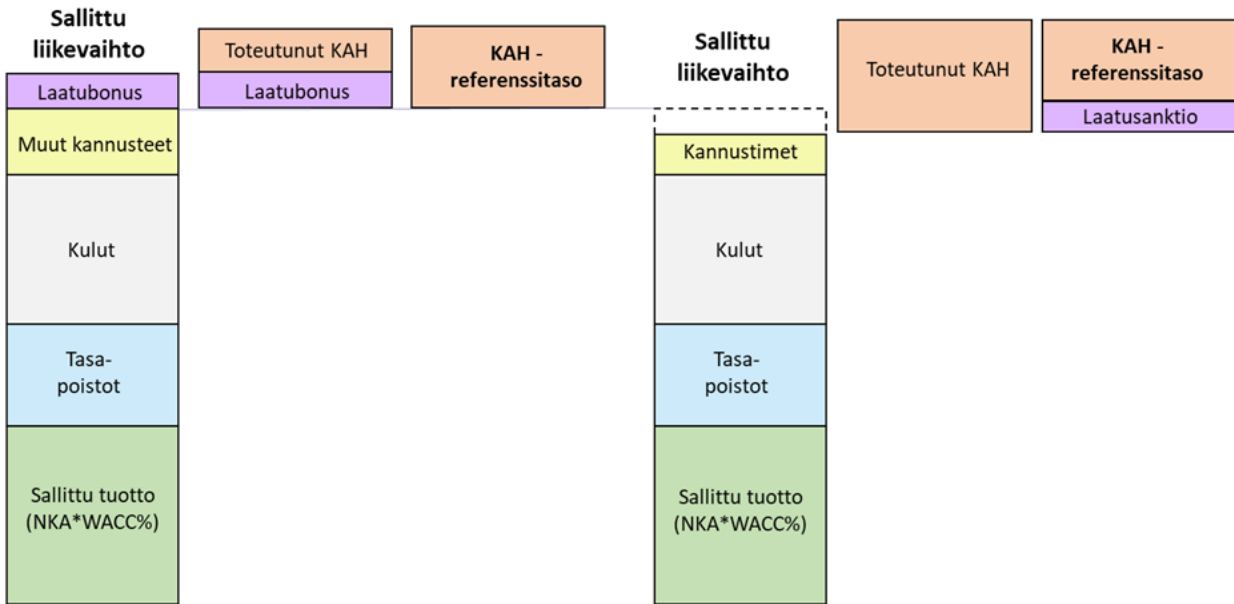 Sallittu
liikevaihto
Laatubonus
Muut kannusteet
Kulut
Tasa-
poistot
Sallittu tuotto
(NKA*WACC%)
Toteutunut KAH
Laatubonus
KAH -
referenssitaso
Sallittu
liikevaihto
Kannustimet
Kulut
Tasa-
poistot
Sallittu tuotto
(NKA*WACC%)
Toteutunut KAH
KAH -
referenssitaso
Laatusanktio